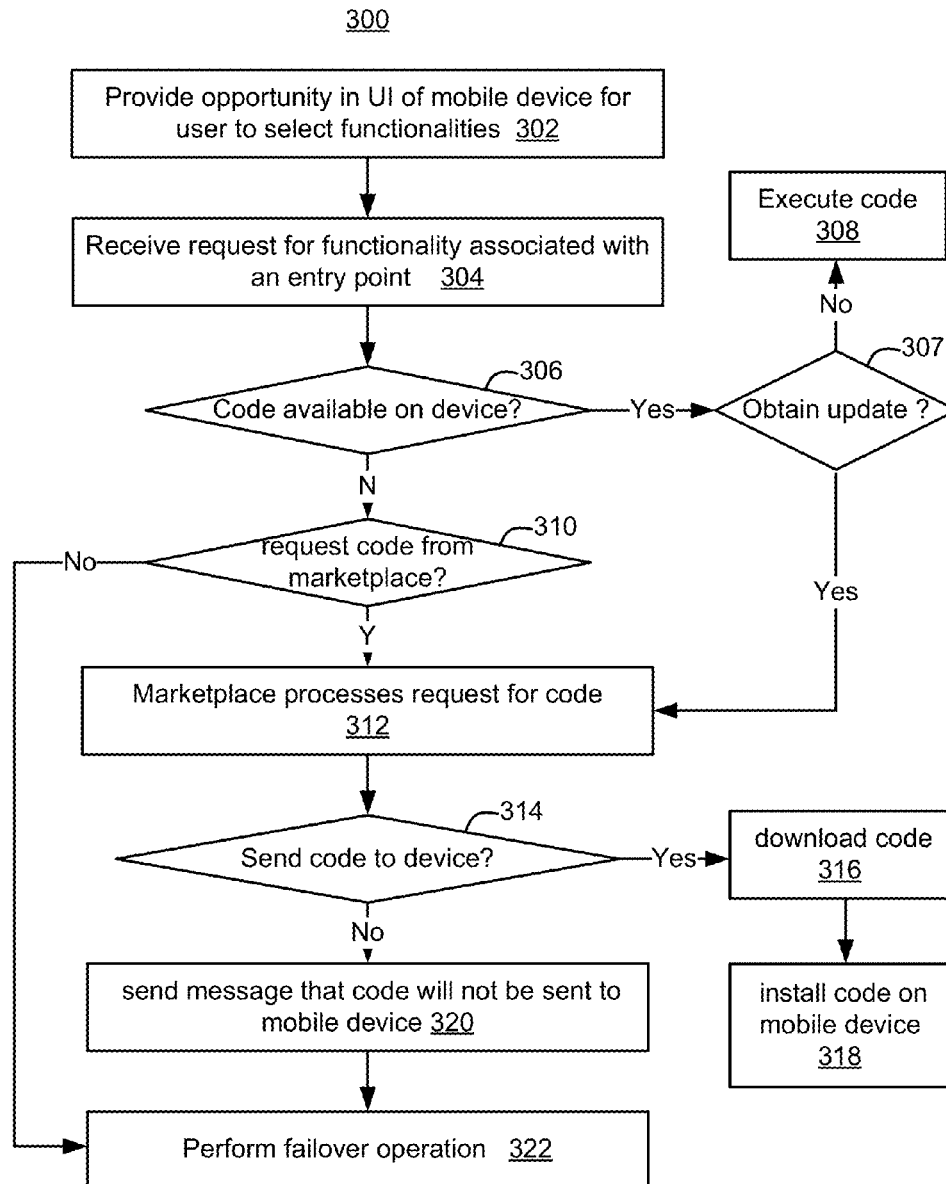 300
Provide opportunity in UI of mobile device for
user to select functionalities 302
Receive request for functionality associated with
an entry point 304
Execute code
308
No
307
306
Code available on device?
Yes
Obtain update ?
N
310
request code from
marketplace?
No
Yes
Y
Marketplace processes request for code
312
314
Send code to device?
Yes
download code
316
No
send message that code will not be sent to
mobile device 320
install code on
mobile device
318
Perform failover operation 322